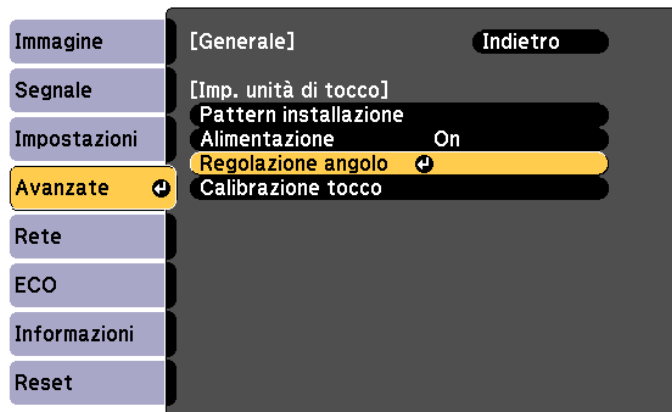 Immagine
Segnale
Impostazioni
Avanzate
Rete
ECO
Informazioni
Reset
[Generale] Indietro
[Imp. unità di tocco]
Pattern installazione
Alimentazione On
Regolazione angolo
Calibrazione tocco